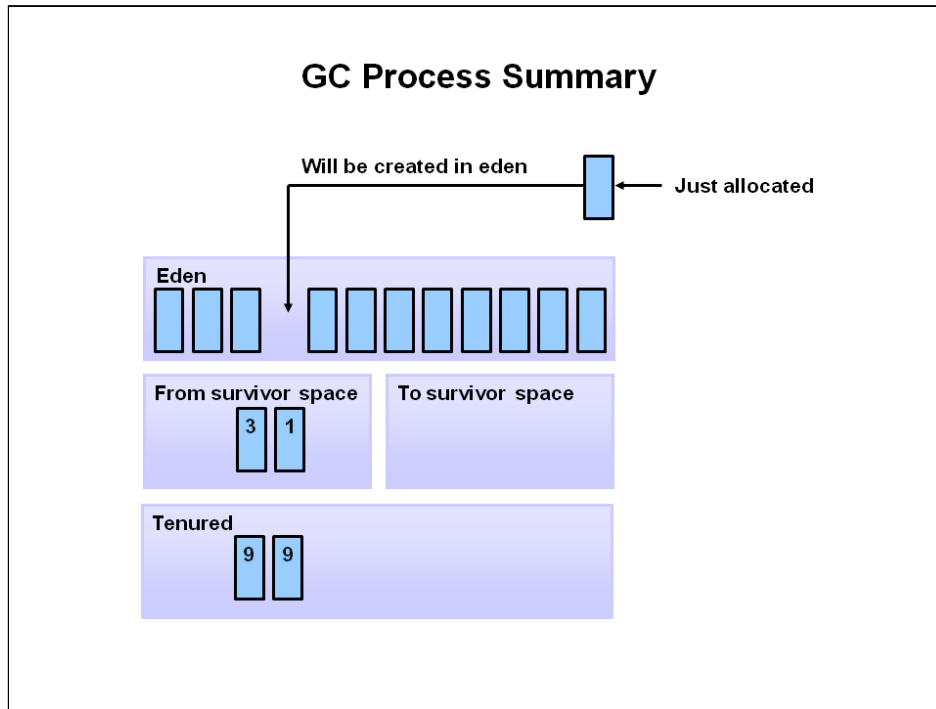 GC Process Summary
Will be created in eden
Just allocated
Eden
From survivor space
To survivor space
3 1
Tenured
9 9